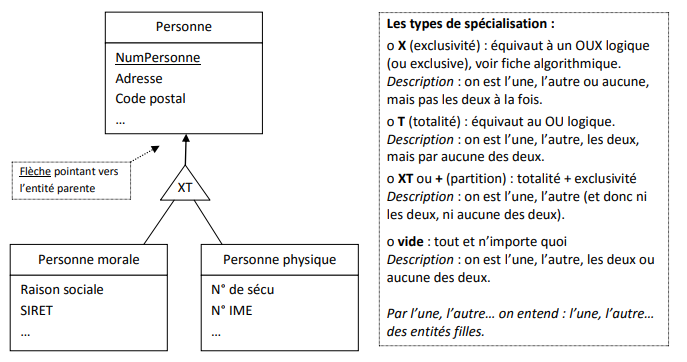 Personne
NumPersonne
Adresse
Code postal
…
Flèche pointant vers
l’entité parente
XT
Personne morale
Raison sociale
SIRET
…
Personne physique
N° de sécu
N° IME
…
Les types de spécialisation :
o X (exclusivité) : équivaut à un OUX logique
(ou exclusive), voir fiche algorithmique.
Description : on est l’une, l’autre ou aucune,
mais pas les deux à la fois.
o T (totalité) : équivaut au OU logique.
Description : on est l’une, l’autre, les deux,
mais par aucune des deux.
o XT ou + (partition) : totalité + exclusivité
Description : on est l’une, l’autre (et donc ni
les deux, ni aucune des deux).
o vide : tout et n’importe quoi
Description : on est l’une, l’autre, les deux ou
aucune des deux.
Par l’une, l’autre… on entend : l’une, l’autre…
des entités filles.